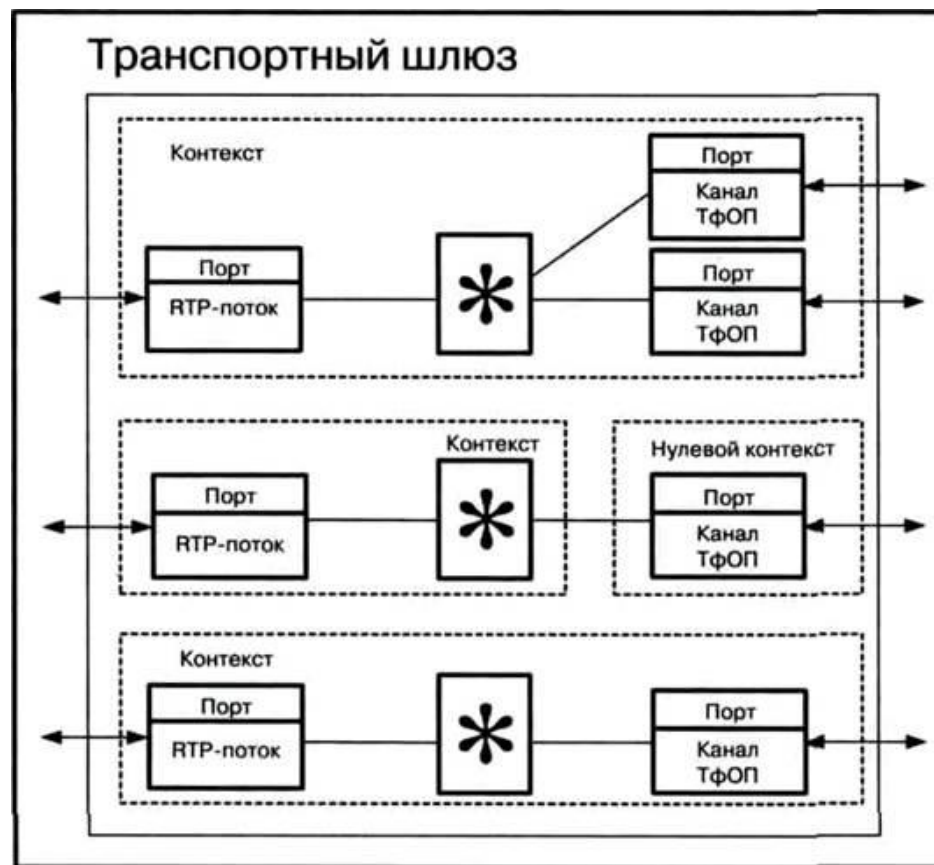 Транспортный шлюз
Контекст
Порт
Канал
ТфОП
Порт
RTP-поток
*
Порт
Канал
ТфОП
Контекст
Нулевой контекст
Порт
RTP-поток
*
Порт
Канал
ТфОП
Контекст
Порт
RTP-поток
*
Порт
Канал
ТфОП